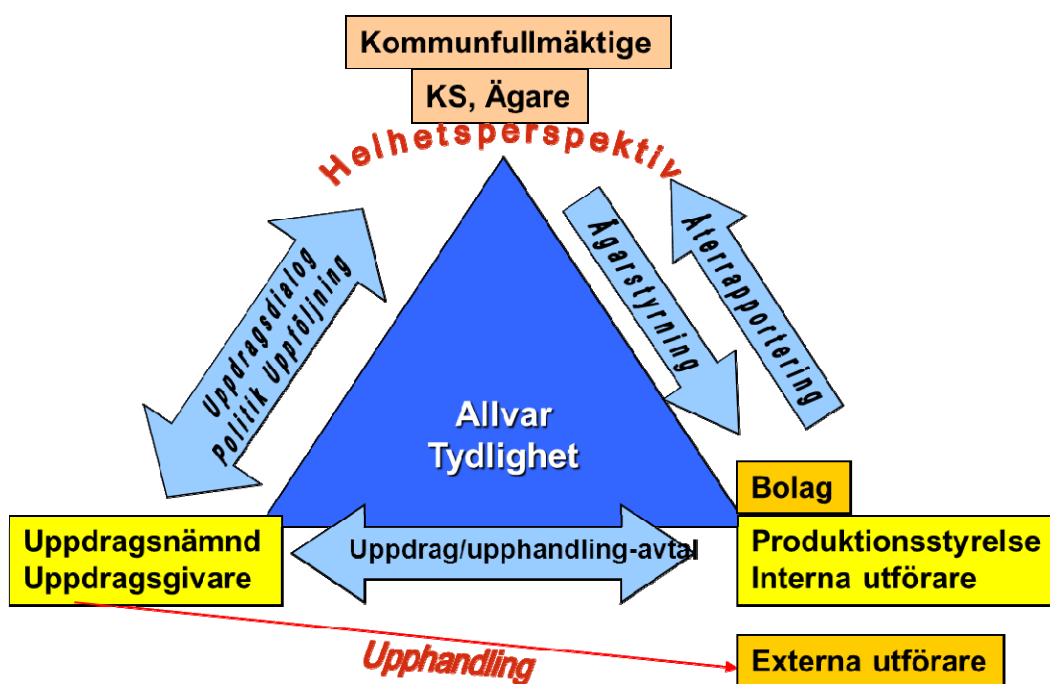 Kommunfullmäktige
KS, Ägare
Helhetsperspektiv
Uppdragsdialog
Politik Uppföljning
Ägarstyrning
Återrapportering
Allvar
Tydlighet
Bolag
Uppdragsnämnd
Uppdragsgivare
Uppdrag/upphandling-avtal
Produktionsstyrelse
Interna utförare
Upphandling
Externa utförare